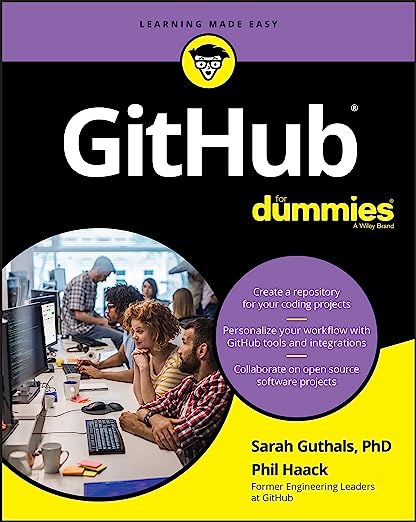 LEARNING MADE EASY
GitHub®
for
dummies®
A Wiley Brand
Create a repository
for your coding projects
Personalize your workflow with
GitHub tools and integrations
Collaborate on open source
software projects
Sarah Guthals, PhD
Phil Haack
Former Engineering Leaders
at GitHub